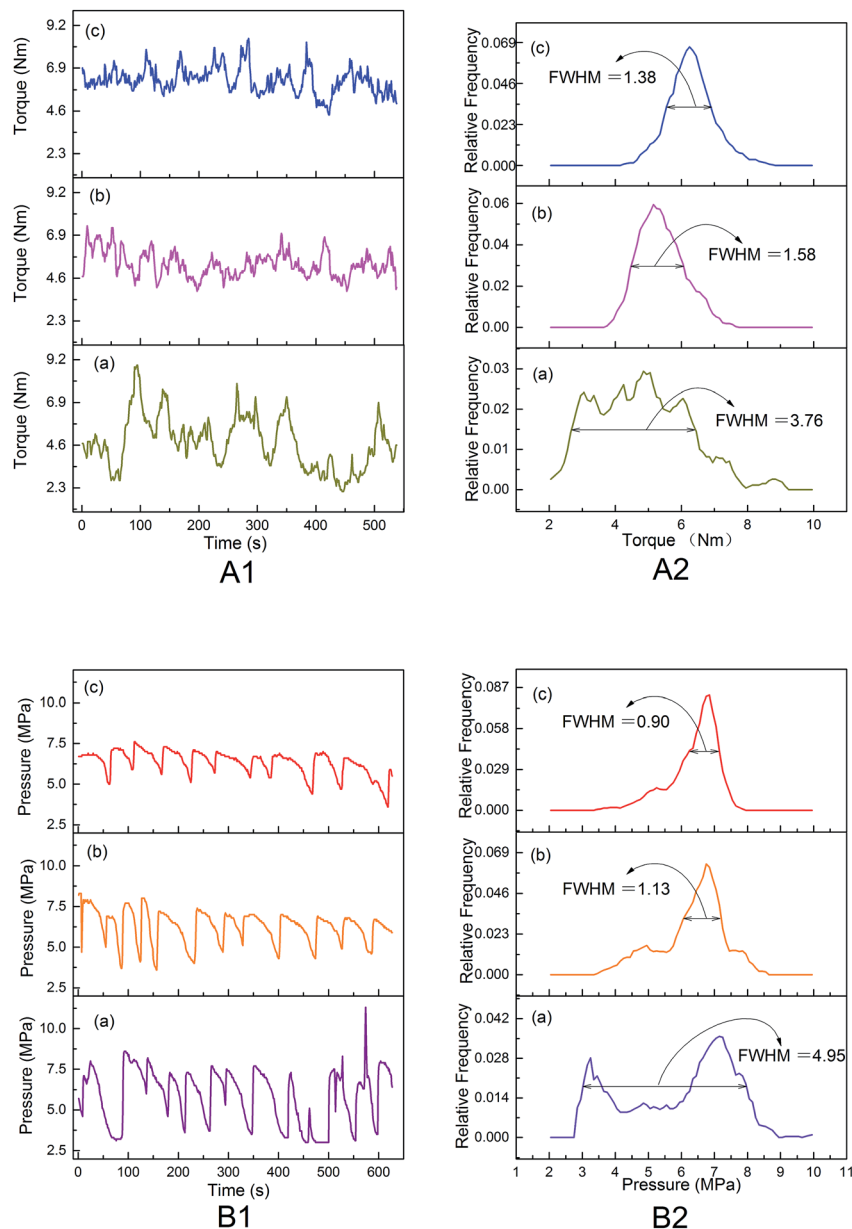 (c)
Torque (Nm)
9.2
6.9
4.6
2.3
(b)
Torque (Nm)
9.2
6.9
4.6
2.3
(a)
Torque (Nm)
9.2
6.9
4.6
2.3
0 100 200 300 400 500
Time (s)
A1
(c)
Relative Frequency
0.069
0.046
0.023
0.000
FWHM＝1.38
(b)
Relative Frequency
0.06
0.04
0.02
0.00
FWHM＝1.58
(a)
Relative Frequency
0.03
0.02
0.01
0.00
FWHM＝3.76
2 4 6 8 10
Torque （Nm）
A2
(c)
Pressure (MPa)
10.0
7.5
5.0
2.5
(b)
Pressure (MPa)
10.0
7.5
5.0
2.5
(a)
Pressure (MPa)
10.0
7.5
5.0
2.5
0 100 200 300 400 500 600
Time (s)
B1
(c)
Relative Frequency
0.087
0.058
0.029
0.000
FWHM＝0.90
(b)
Relative Frequency
0.069
0.046
0.023
0.000
FWHM＝1.13
(a)
Relative Frequency
0.042
0.028
0.014
0.000
FWHM＝4.95
1 2 3 4 5 6 7 8 9 10 11
Pressure (MPa)
B2